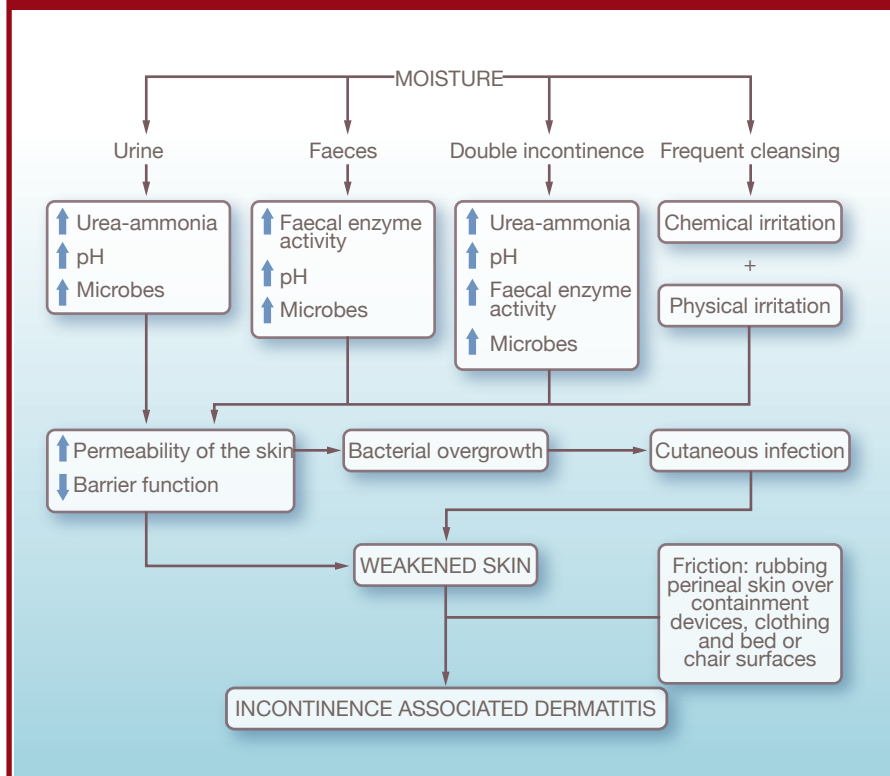 MOISTURE
Urine
Faeces
Double incontinence
Frequent cleansing
Urea-ammonia
pH
Microbes
Faecal enzyme
activity
pH
Microbes
Urea-ammonia
pH
Faecal enzyme
activity
Microbes
Chemical irritation
+
Physical irritation
Permeability of the skin
Barrier function
Bacterial overgrowth
Cutaneous infection
WEAKENED SKIN
Friction: rubbing
perineal skin over
containment
devices, clothing
and bed or
chair surfaces
INCONTINENCE ASSOCIATED DERMATITIS